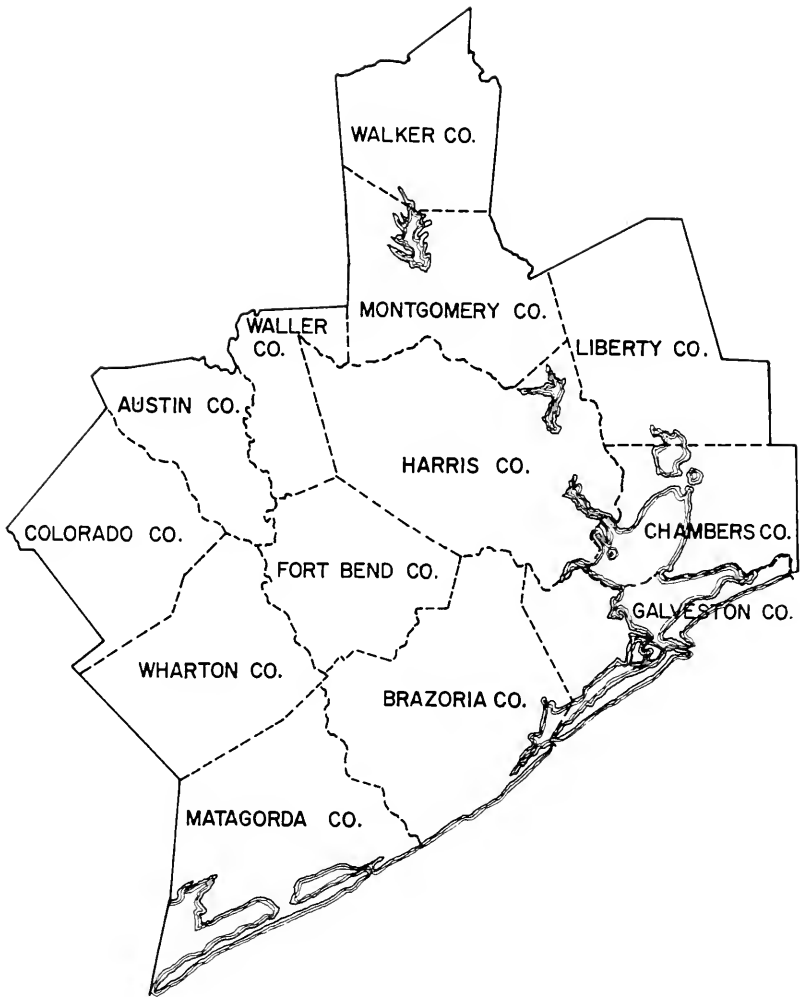 WALKER CO.
MONTGOMERY CO.
WALLER
CO.
LIBERTY CO.
AUSTIN CO.
HARRIS CO.
COLORADO CO.
CHAMBERS CO.
FORT BEND CO.
GALVESTON CO.
WHARTON CO.
BRAZORIA CO.
MATAGORDA CO.